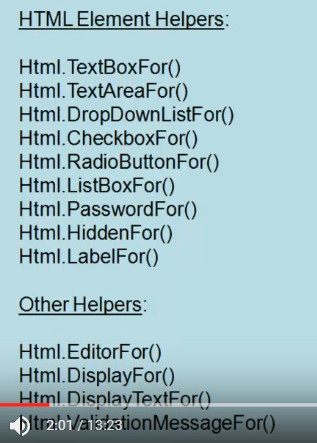 HTML Element Helpers:
Html.TextBoxFor()
Html.TextAreaFor()
Html.DropDownListFor()
Html.CheckboxFor()
Html.RadioButtonFor()
Html.ListBoxFor()
Html.PasswordFor()
Html.HiddenFor()
Html.LabelFor()
Other Helpers:
Html.EditorFor()
Html.DisplayFor()
Html.DisplayTextFor()
Html.ValidationMessageFor()
2:01 / 13:23